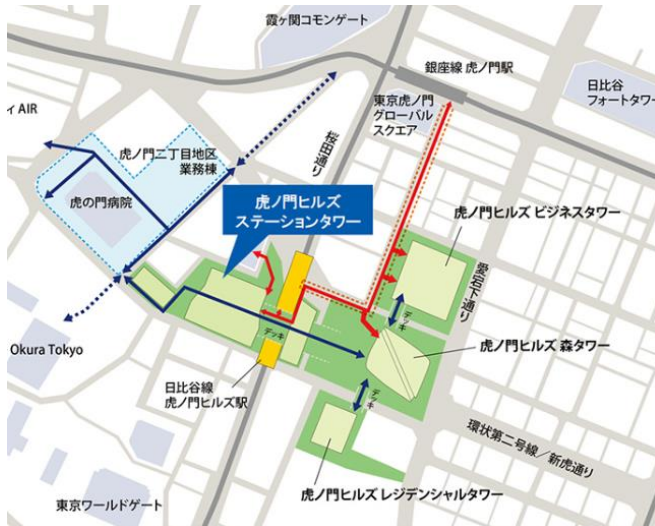 霞ヶ関コモンゲート
銀座線 虎ノ門駅
日比谷
フォートタワー
東京虎ノ門
グローバル
スクエア
ィ AIR
桜田通り
虎ノ門二丁目地区
業務棟
虎の門病院
虎ノ門ヒルズ
ステーションタワー
虎ノ門ヒルズ ビジネスタワー
愛宕下通り
デッキ
デッキ
虎ノ門ヒルズ 森タワー
Okura Tokyo
日比谷線
虎ノ門ヒルズ駅
デッキ
環状第二号線／新虎通り
虎ノ門ヒルズ レジデンシャルタワー
東京ワールドゲート